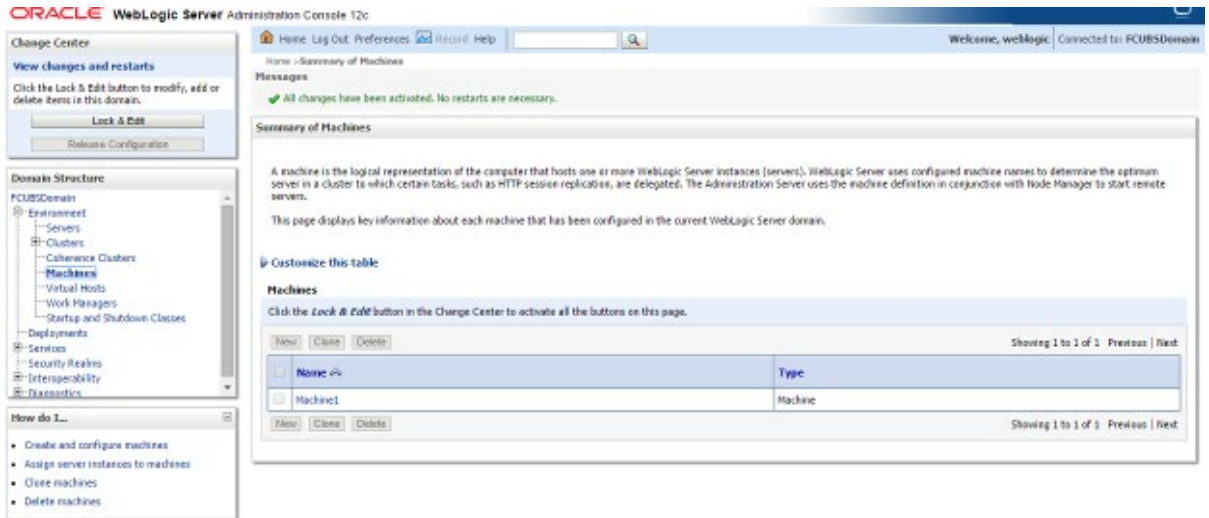 ORACLE WebLogic Server Administration Console 12c
Change Center
View changes and restarts
Click the Lock & Edit button to modify, add or
delete items in this domain.
Lock & Edit
Release Configuration
Domain Structure
FCUBSDomain
Environment
Servers
Clusters
Coherence Clusters
Machines
Virtual Hosts
Work Managers
Startup and Shutdown Classes
Deployments
Services
Security Realms
Interoperability
Diagnostics
How do I...
Create and configure machines
Assign server instances to machines
Clone machines
Delete machines
Home Log Out Preferences Record Help
Welcome, weblogic Connected to: FCUBSDomain
Home >Summary of Machines
Messages
All changes have been activated. No restarts are necessary.
Summary of Machines
A machine is the logical representation of the computer that hosts one or more WebLogic Server instances (servers). WebLogic Server uses configured machine names to determine the optimum
server in a cluster to which certain tasks, such as HTTP session replication, are delegated. The Administration Server uses the machine definition in conjunction with Node Manager to start remote
servers.
This page displays key information about each machine that has been configured in the current WebLogic Server domain.
Customize this table
Machines
Click the Lock & Edit button in the Change Center to activate all the buttons on this page.
New Clone Delete Showing 1 to 1 of 1 Previous | Next
Name Type
Machine1 Machine
New Clone Delete Showing 1 to 1 of 1 Previous | Next